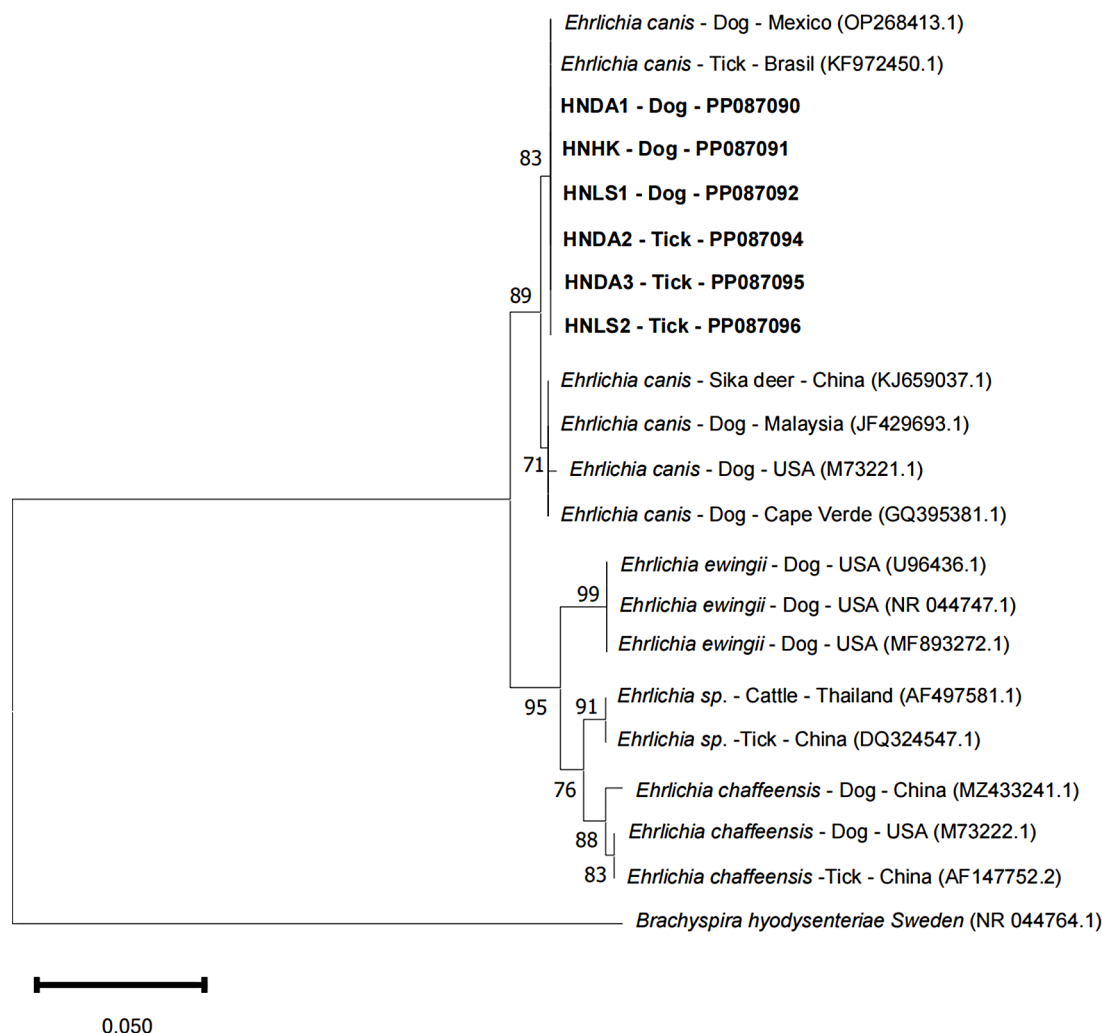 Ehrlichia canis - Dog - Mexico (OP268413.1)
Ehrlichia canis - Tick - Brasil (KF972450.1)
HNDA1 - Dog - PP087090
83
HNHK - Dog - PP087091
HNLS1 - Dog - PP087092
HNDA2 - Tick - PP087094
HNDA3 - Tick - PP087095
89
HNLS2 - Tick - PP087096
Ehrlichia canis - Sika deer - China (KJ659037.1)
Ehrlichia canis - Dog - Malaysia (JF429693.1)
71
Ehrlichia canis - Dog - USA (M73221.1)
Ehrlichia canis - Dog - Cape Verde (GQ395381.1)
Ehrlichia ewingii - Dog - USA (U96436.1)
99
Ehrlichia ewingii - Dog - USA (NR 044747.1)
Ehrlichia ewingii - Dog - USA (MF893272.1)
Ehrlichia sp. - Cattle - Thailand (AF497581.1)
95
91
Ehrlichia sp. -Tick - China (DQ324547.1)
76
Ehrlichia chaffeensis - Dog - China (MZ433241.1)
88
Ehrlichia chaffeensis - Dog - USA (M73222.1)
83
Ehrlichia chaffeensis -Tick - China (AF147752.2)
Brachyspira hyodysenteriae Sweden (NR 044764.1)
0.050